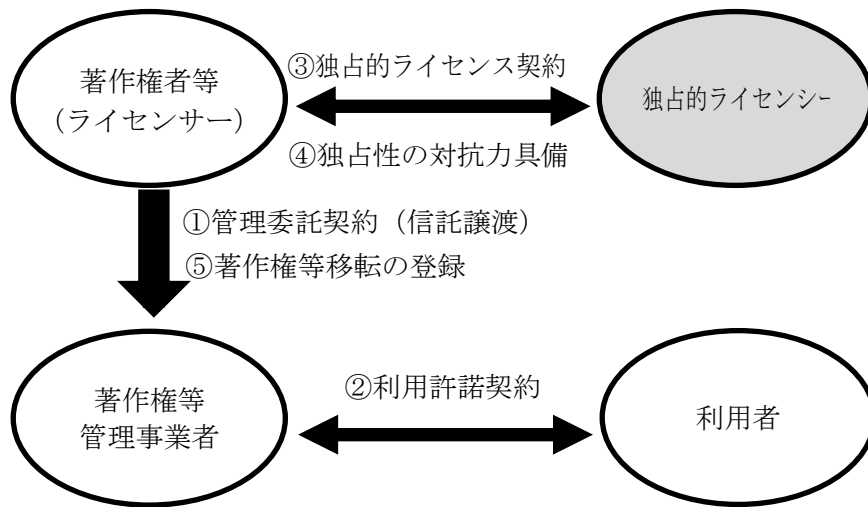 著作権者等
（ライセンサー）
③独占的ライセンス契約
④独占性の対抗力具備
独占的ライセンシー
①管理委託契約（信託譲渡）
⑤著作権等移転の登録
著作権等
管理事業者
②利用許諾契約
利用者